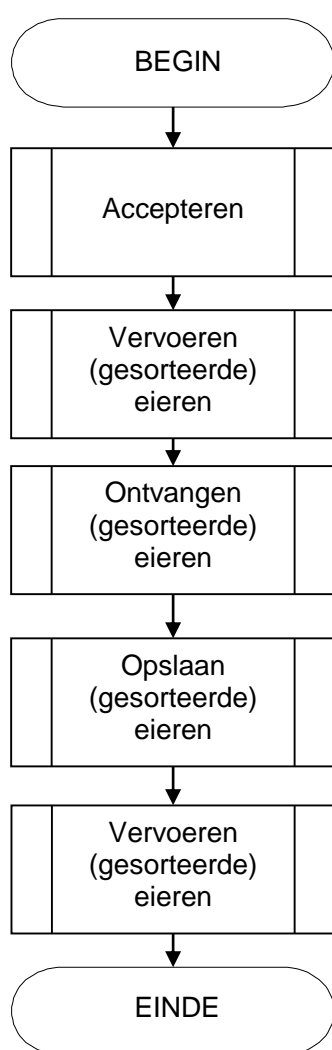 BEGIN
Accepteren
Vervoeren
(gesorteerde)
eieren
Ontvangen
(gesorteerde)
eieren
Opslaan
(gesorteerde)
eieren
Vervoeren
(gesorteerde)
eieren
EINDE